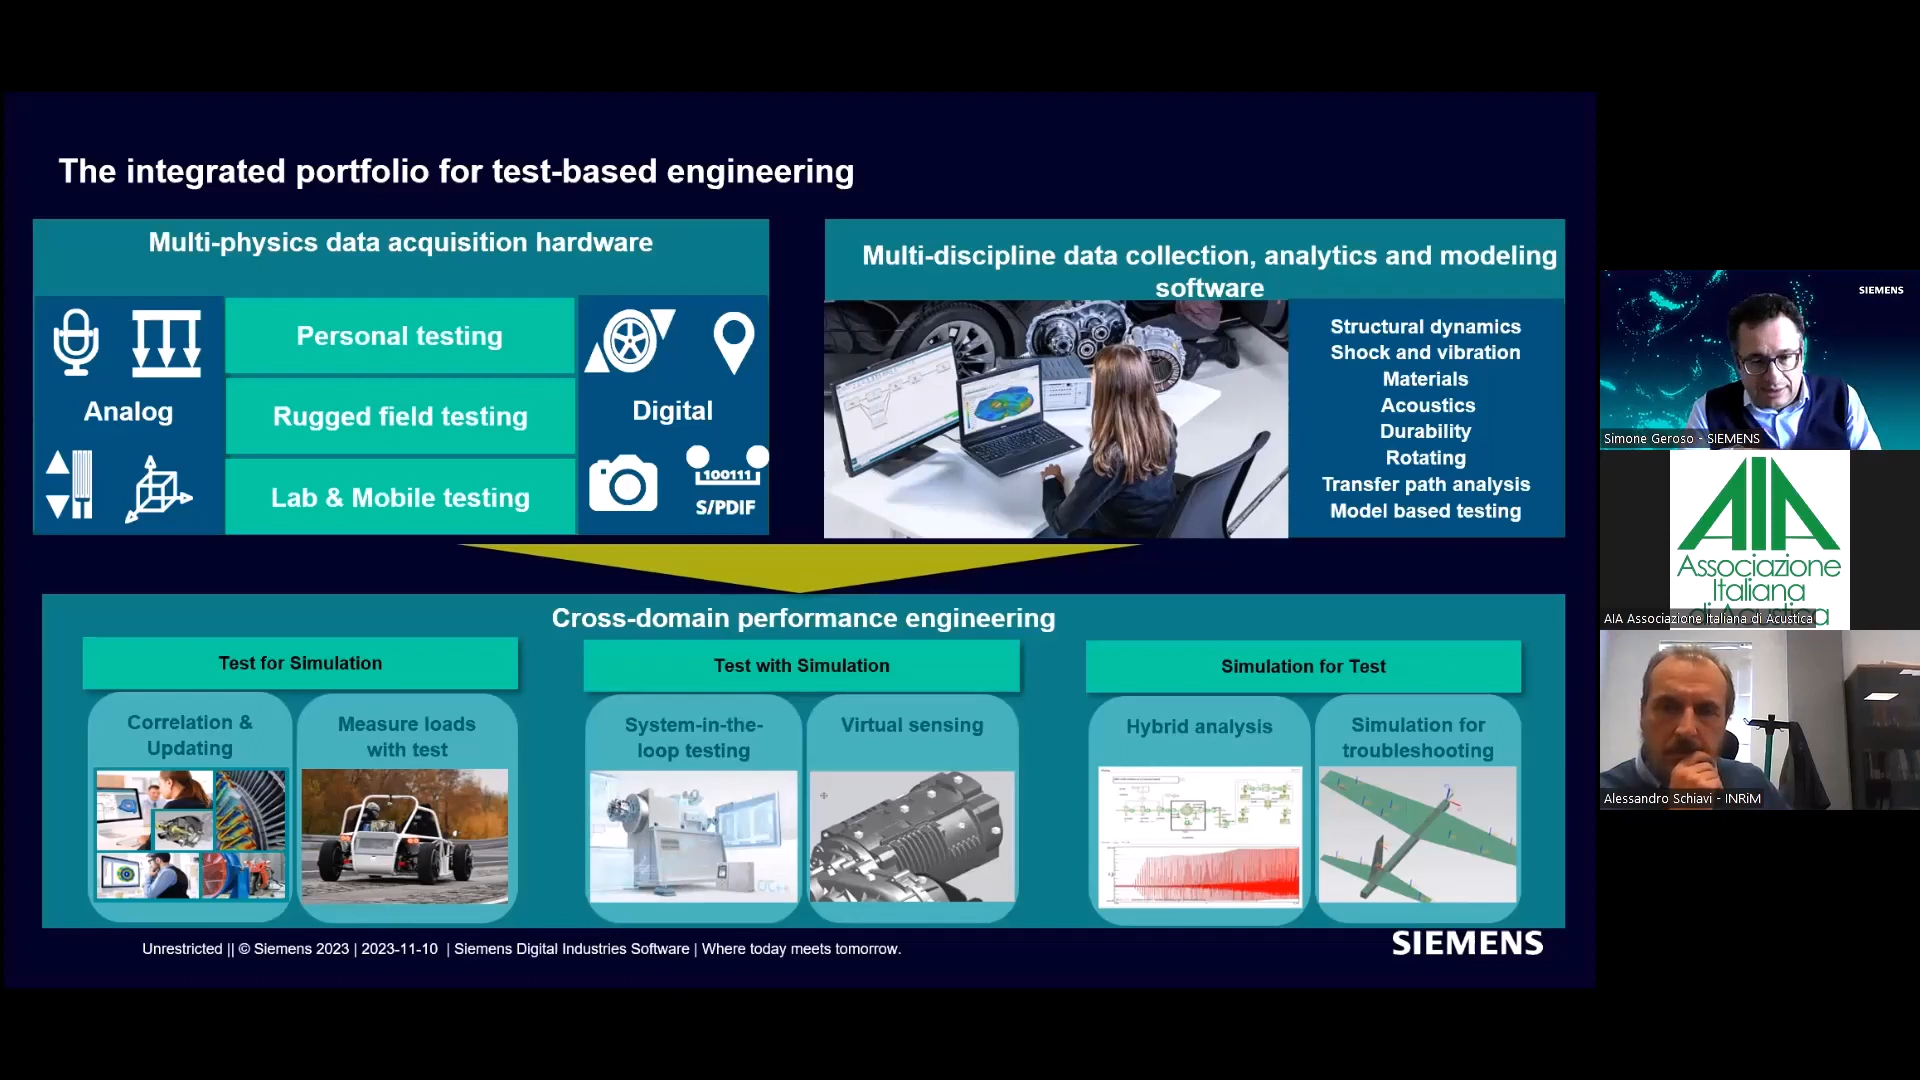 The integrated portfolio for test-based engineering
Multi-physics data acquisition hardware
Analog
Personal testing
Rugged field testing
Lab & Mobile testing
Digital
100111
S/PDIF
Multi-discipline data collection, analytics and modeling
software
Structural dynamics
Shock and vibration
Materials
Acoustics
Durability
Rotating
Transfer path analysis
Model based testing
Cross-domain performance engineering
Test for Simulation
Correlation &
Updating
Measure loads
with test
Test with Simulation
System-in-the-
loop testing
Virtual sensing
Simulation for Test
Hybrid analysis
Simulation for
troubleshooting
Unrestricted || © Siemens 2023 | 2023-11-10 | Siemens Digital Industries Software | Where today meets tomorrow.
SIEMENS
SIEMENS
Simone Geroso - SIEMENS
AIA
Associazione
Italiana
di Acustica
AIA Associazione Italiana di Acustica
Alessandro Schiavi - INRiM